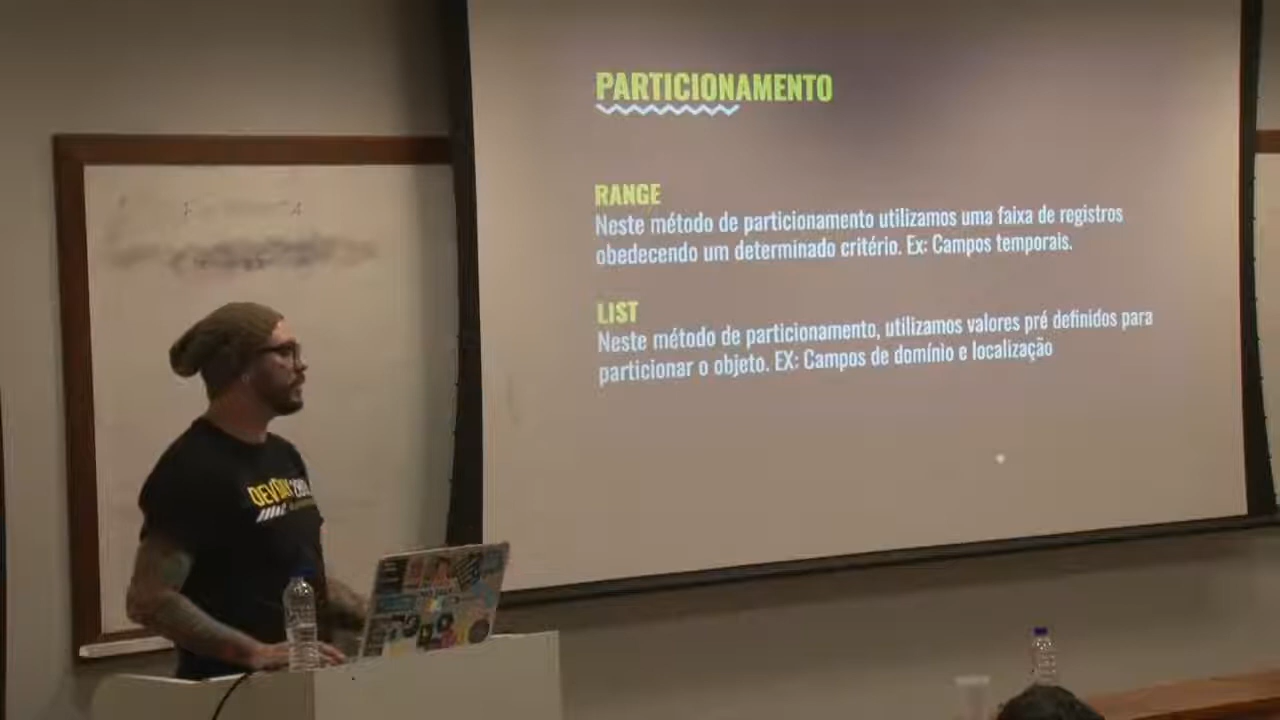 PARTICIONAMENTO
RANGE
Neste método de particionamento utilizamos uma faixa de registros
obedecendo um determinado critério. Ex: Campos temporais.
LIST
Neste método de particionamento, utilizamos valores pré definidos para
particionar o objeto. EX: Campos de domínio e localização